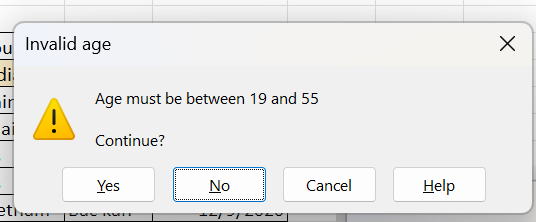 Invalid age
Age must be between 19 and 55
Continue?
Yes No Cancel Help